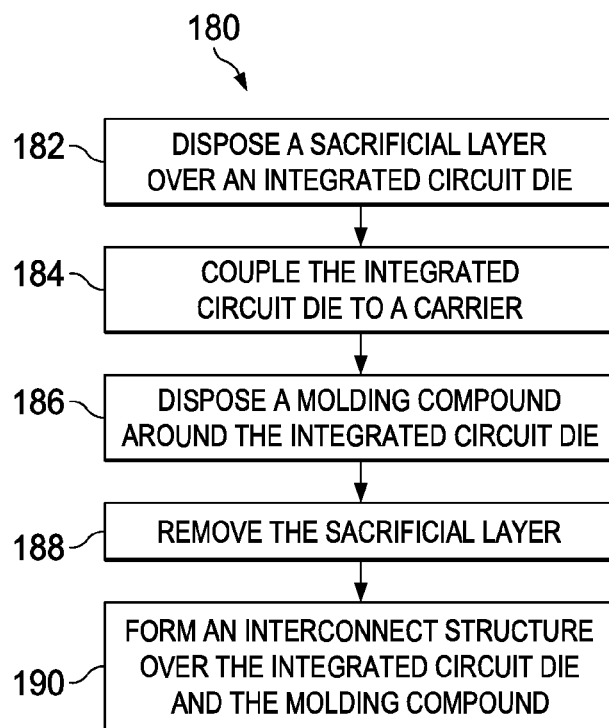 180
182
DISPOSE A SACRIFICIAL LAYER
OVER AN INTEGRATED CIRCUIT DIE
184
COUPLE THE INTEGRATED
CIRCUIT DIE TO A CARRIER
186
DISPOSE A MOLDING COMPOUND
AROUND THE INTEGRATED CIRCUIT DIE
188
REMOVE THE SACRIFICIAL LAYER
190
FORM AN INTERCONNECT STRUCTURE
OVER THE INTEGRATED CIRCUIT DIE
AND THE MOLDING COMPOUND